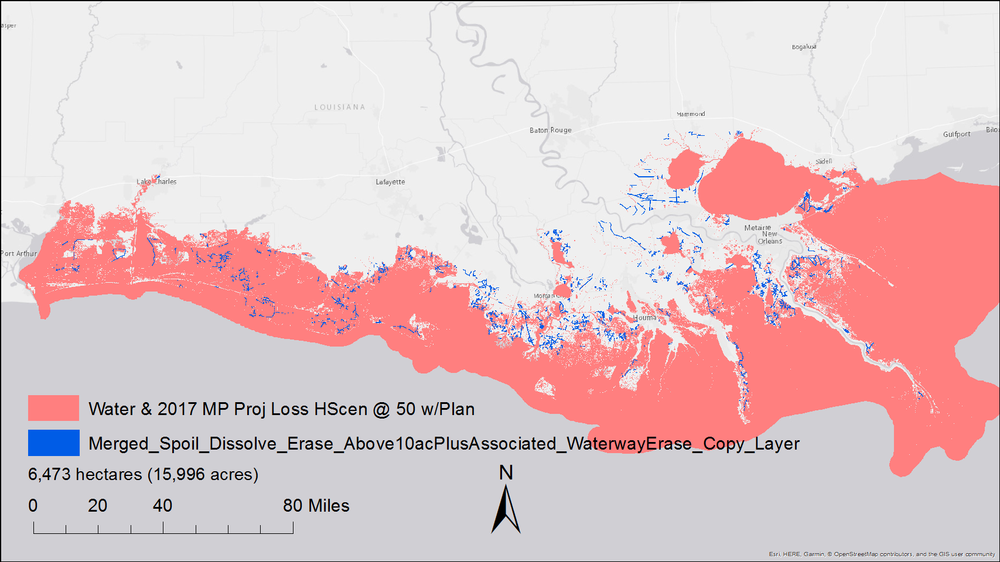 asper
Bogalusa
LOUISIANA
Hammond
Baton Rouge
Gulfport
Bilo
Slidell
Lake Charles
Lafayette
Metairie
New
Orleans
Port Arthur
Morgan C
Houma
Water & 2017 MP Proj Loss HScen @ 50 w/Plan
Merged_Spoil_Dissolve_Erase_Above10acPlusAssociated_WaterwayErase_Copy_Layer
6,473 hectares (15,996 acres)
N
0 20 40 80 Miles
Esri, HERE, Garmin, © OpenStreetMap contributors, and the GIS user community